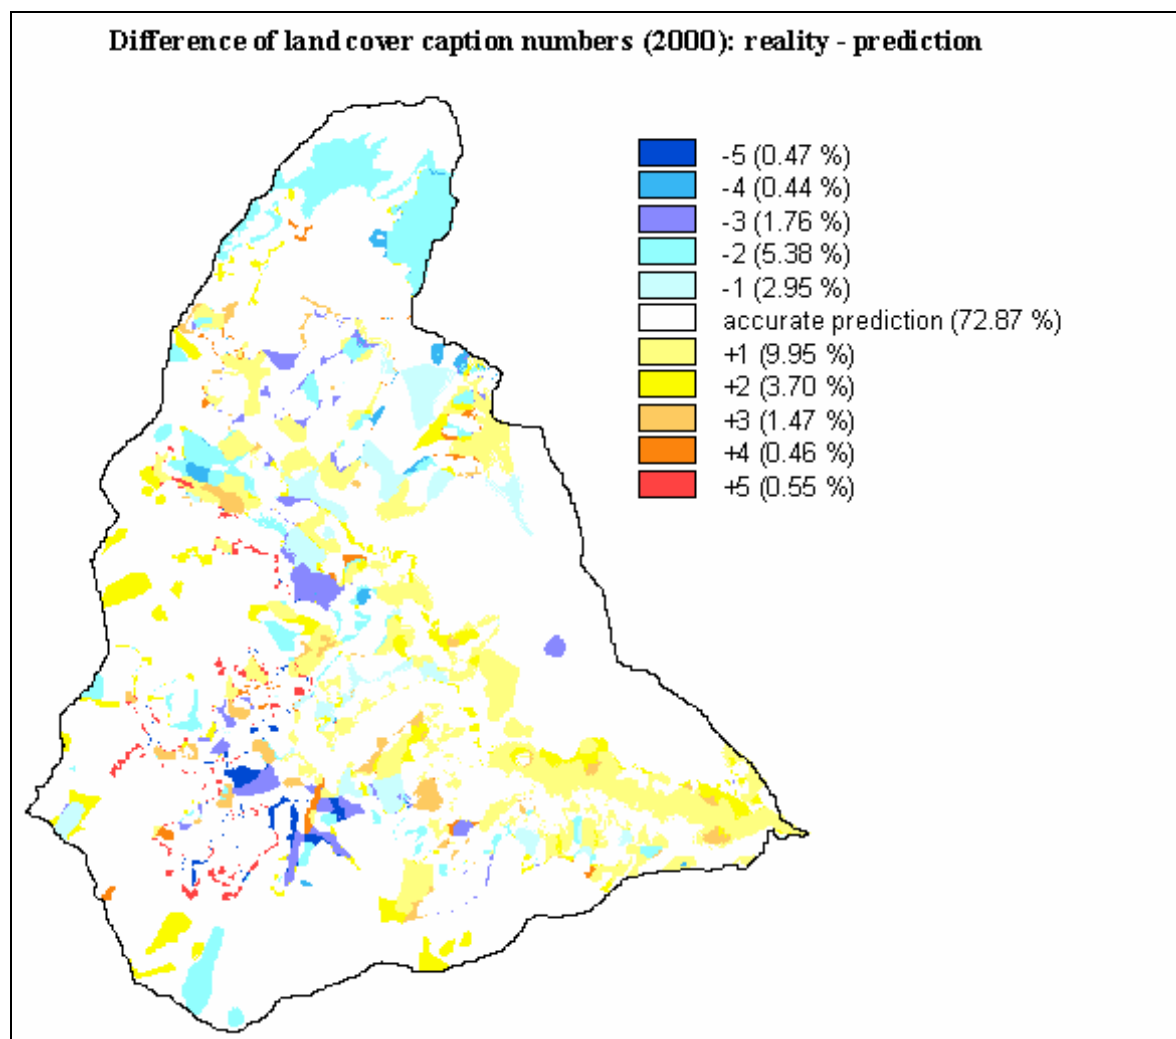 Difference of land cover caption numbers (2000): reality - prediction
-5 (0.47 %)
-4 (0.44 %)
-3 (1.76 %)
-2 (5.38 %)
-1 (2.95 %)
accurate prediction (72.87 %)
+1 (9.95 %)
+2 (3.70 %)
+3 (1.47 %)
+4 (0.46 %)
+5 (0.55 %)